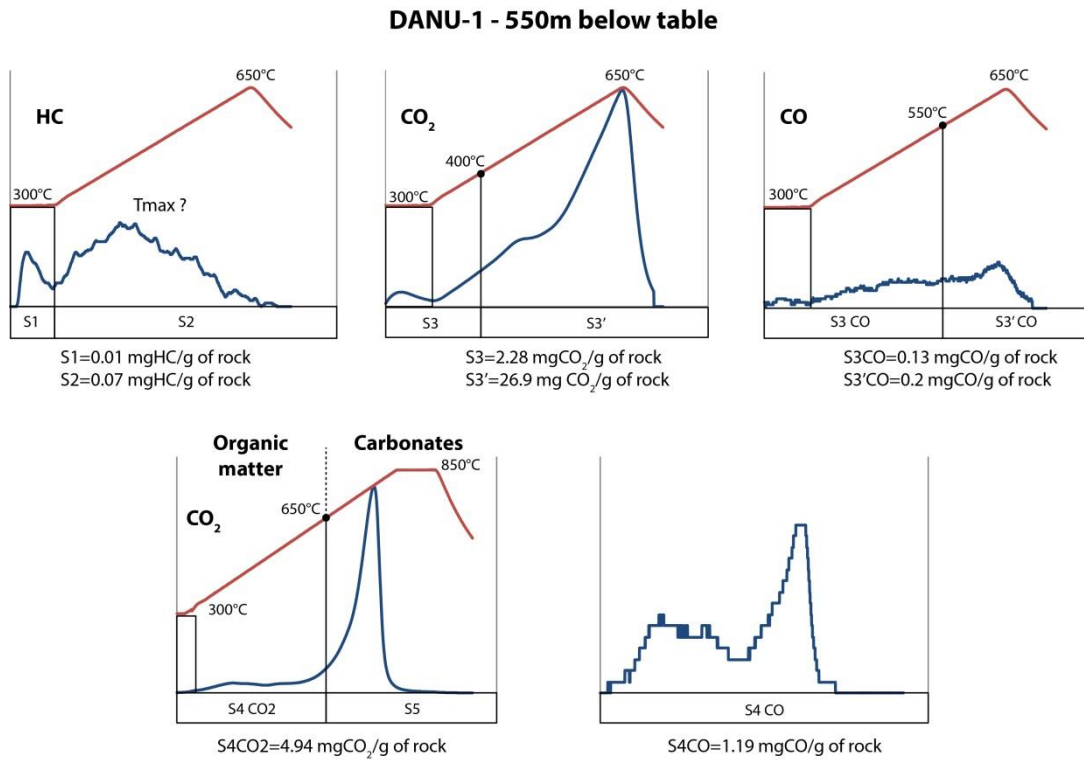 DANU-1 - 550m below table
HC
650°C
300°C
Tmax ?
S1
S2
S1=0.01 mgHC/g of rock
S2=0.07 mgHC/g of rock
CO₂
650°C
400°C
300°C
S3
S3'
S3=2.28 mgCO₂/g of rock
S3'=26.9 mg CO₂/g of rock
CO
650°C
550°C
300°C
S3 CO
S3' CO
S3CO=0.13 mgCO/g of rock
S3'CO=0.2 mgCO/g of rock
Organic
matter
Carbonates
850°C
650°C
CO₂
300°C
S4 CO2
S5
S4CO2=4.94 mgCO₂/g of rock
S4 CO
S4CO=1.19 mgCO/g of rock